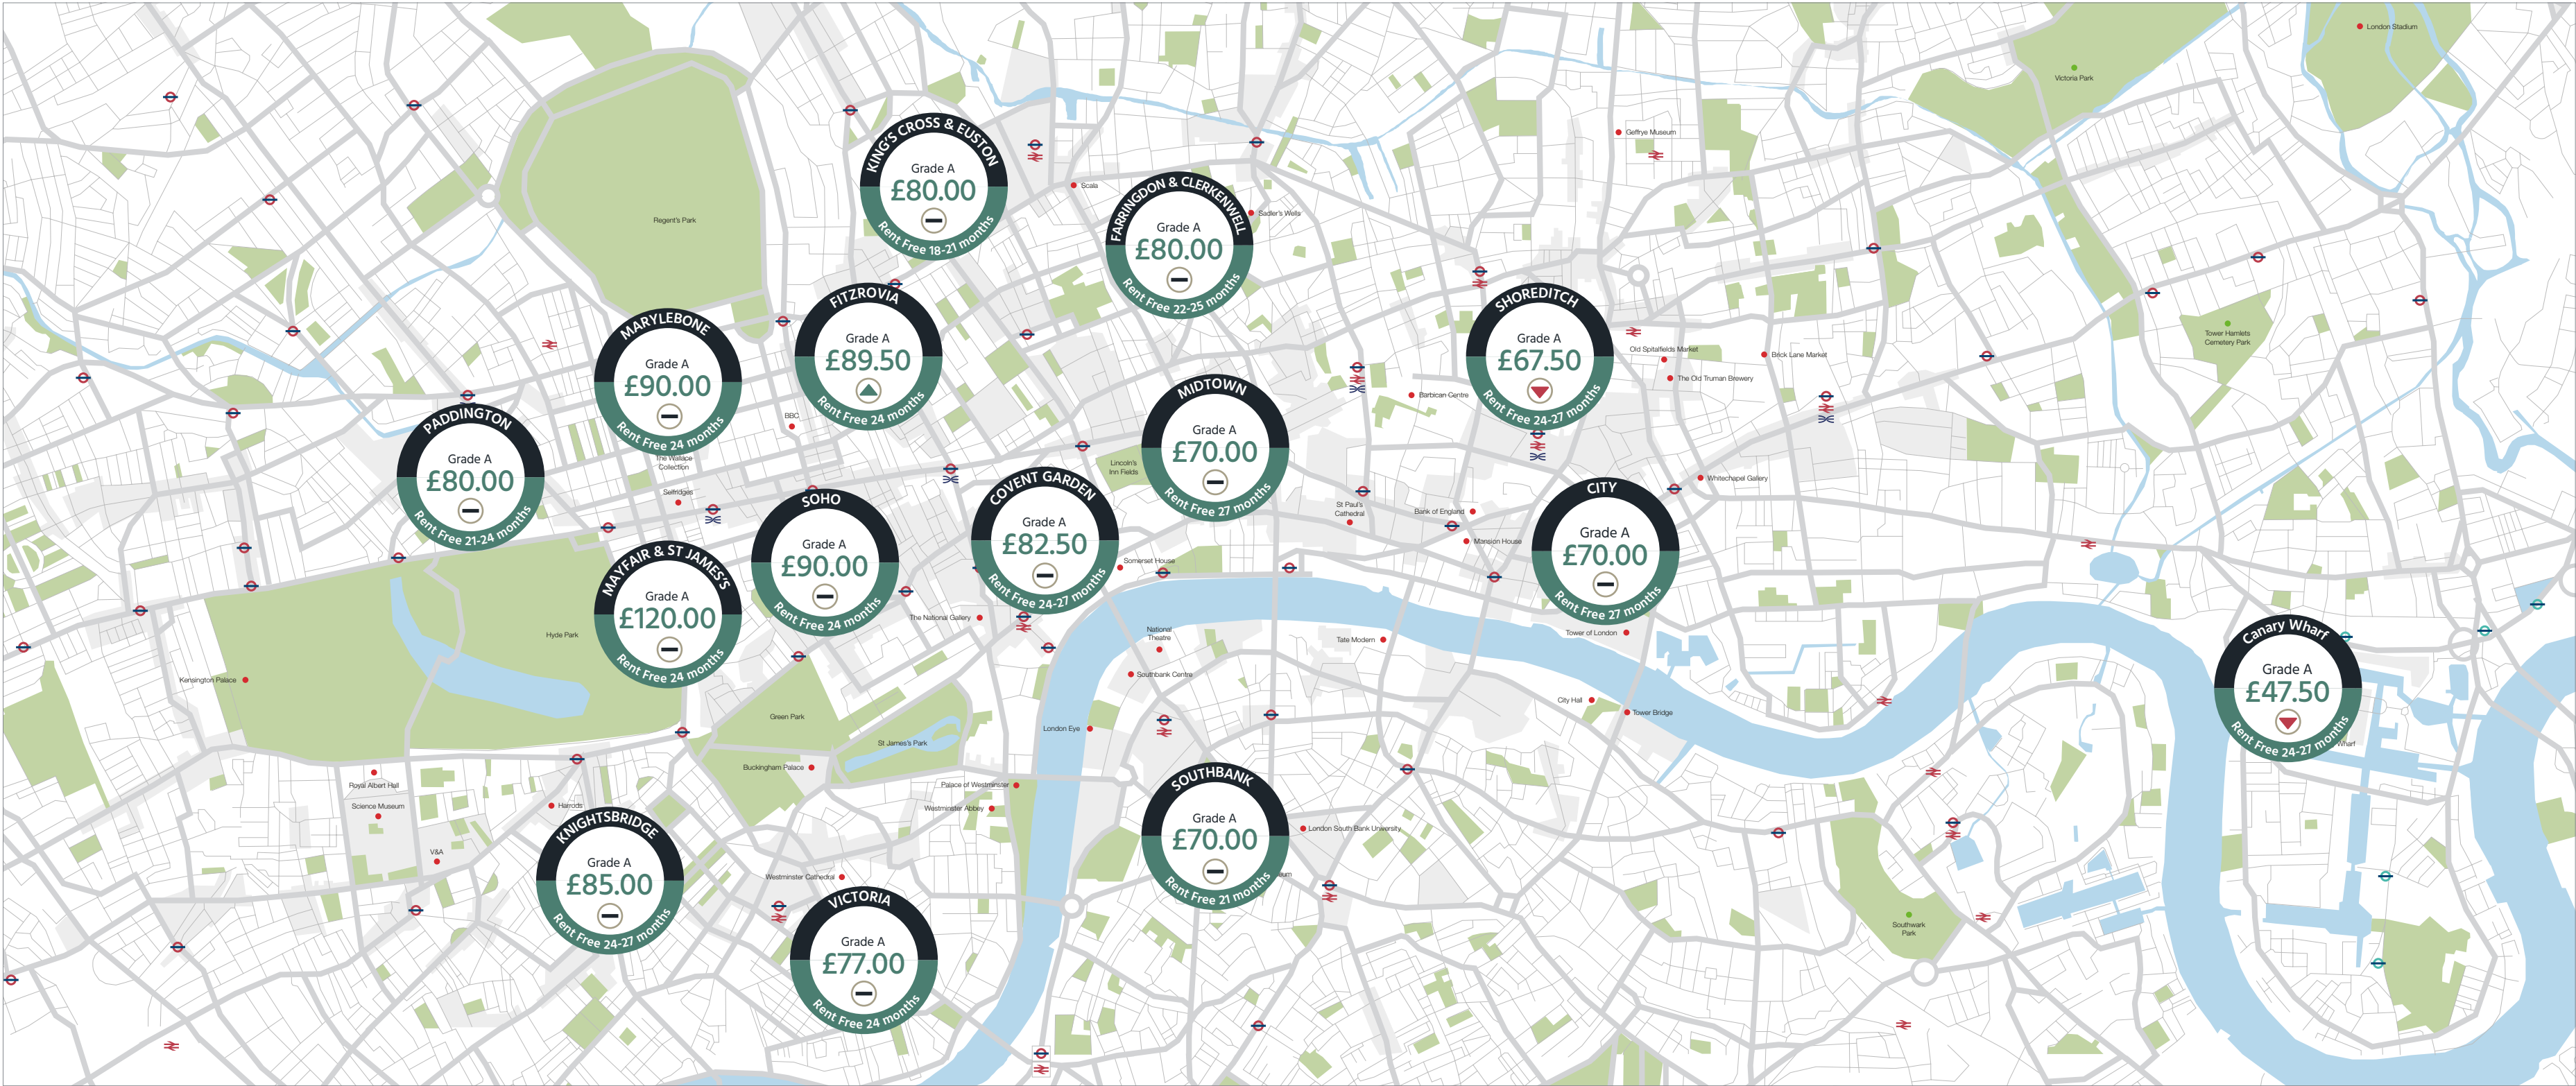 London Stadium
Victoria Park
Geffrye Museum
KING'S CROSS & EUSTON
Grade A
£80.00
Rent Free 18-21 months
Scala
FARRINGDON & CLERKENWELL
Grade A
£80.00
Rent Free 22-25 months
Sadler's Wells
Regent's Park
FITZROVIA
Grade A
£89.50
Rent Free 24 months
SHOREDITCH
Grade A
£67.50
Rent Free 24-27 months
MARYLEBONE
Grade A
£90.00
Rent Free 24 months
Tower Hamlets
Cemetery Park
Old Spitalfields Market
Brick Lane Market
The Old Truman Brewery
Barbican Centre
BBC
MIDTOWN
Grade A
£70.00
Rent Free 27 months
PADDINGTON
Grade A
£80.00
Rent Free 21-24 months
The Wallace
Collection
Selfridges
Lincoln's
Inn Fields
COVENT GARDEN
Grade A
£82.50
Rent Free 24-27 months
SOHO
Grade A
£90.00
Rent Free 24 months
Whitechapel Gallery
CITY
Grade A
£70.00
Rent Free 27 months
St Paul's
Cathedral
Bank of England
Mansion House
MAYFAIR & ST JAMES'S
Grade A
£120.00
Rent Free 24 months
Somerset House
The National Gallery
Hyde Park
National
Theatre
Tate Modern
Tower of London
Canary Wharf
Grade A
£47.50
Rent Free 24-27 months
Wharf
Kensington Palace
Southbank Centre
City Hall
Tower Bridge
Green Park
London Eye
St James's Park
Buckingham Palace
Royal Albert Hall
Science Museum
Palace of Westminster
Westminster Abbey
Harrods
KNIGHTSBRIDGE
Grade A
£85.00
Rent Free 24-27 months
SOUTHBANK
Grade A
£70.00
Rent Free 21 months
London South Bank University
V&A
Westminster Cathedral
eum
VICTORIA
Grade A
£77.00
Rent Free 24 months
Southwark
Park